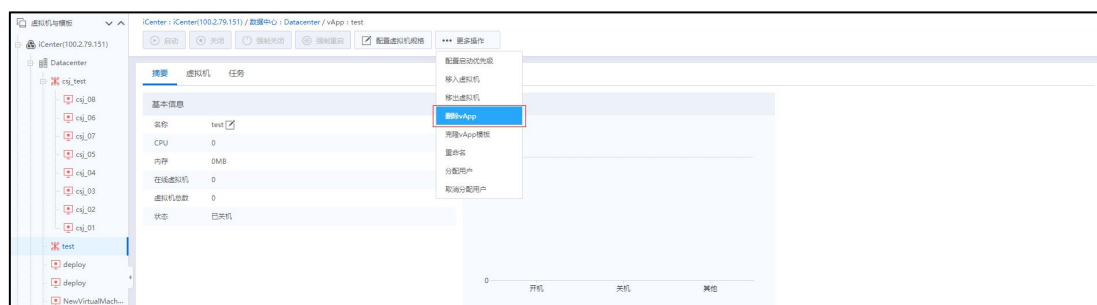 虚拟机与模板
iCenter : iCenter(100.2.79.151) / 数据中心 : Datacenter / vApp : test
启动 关闭 强制关闭 强制重启 配置虚拟机规格 ••• 更多操作
iCenter(100.2.79.151)
Datacenter
csj_test
csj_08
csj_06
csj_07
csj_05
csj_04
csj_03
csj_02
csj_01
test
deploy
deploy
NewVirtualMach...
摘要 虚拟机 任务
基本信息
名称 test
CPU 0
内存 0MB
在线虚拟机 0
虚拟机总数 0
状态 已关机
配置启动优先级
移入虚拟机
移出虚拟机
删除vApp
克隆vApp模板
重命名
分配用户
取消分配用户
0
开机 关机 其他